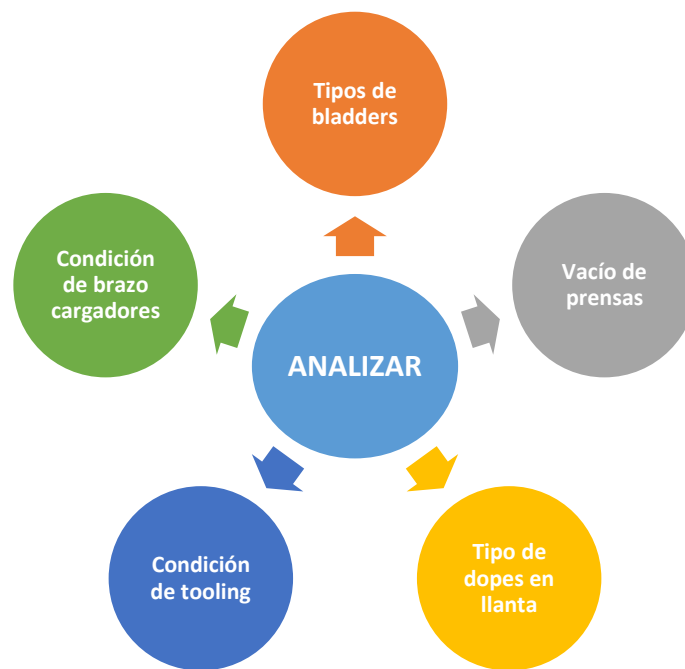 Tipos de
bladders
Condición
de brazo
cargadores
Vacío de
prensas
ANALIZAR
Condición
de tooling
Tipo de
dopes en
llanta